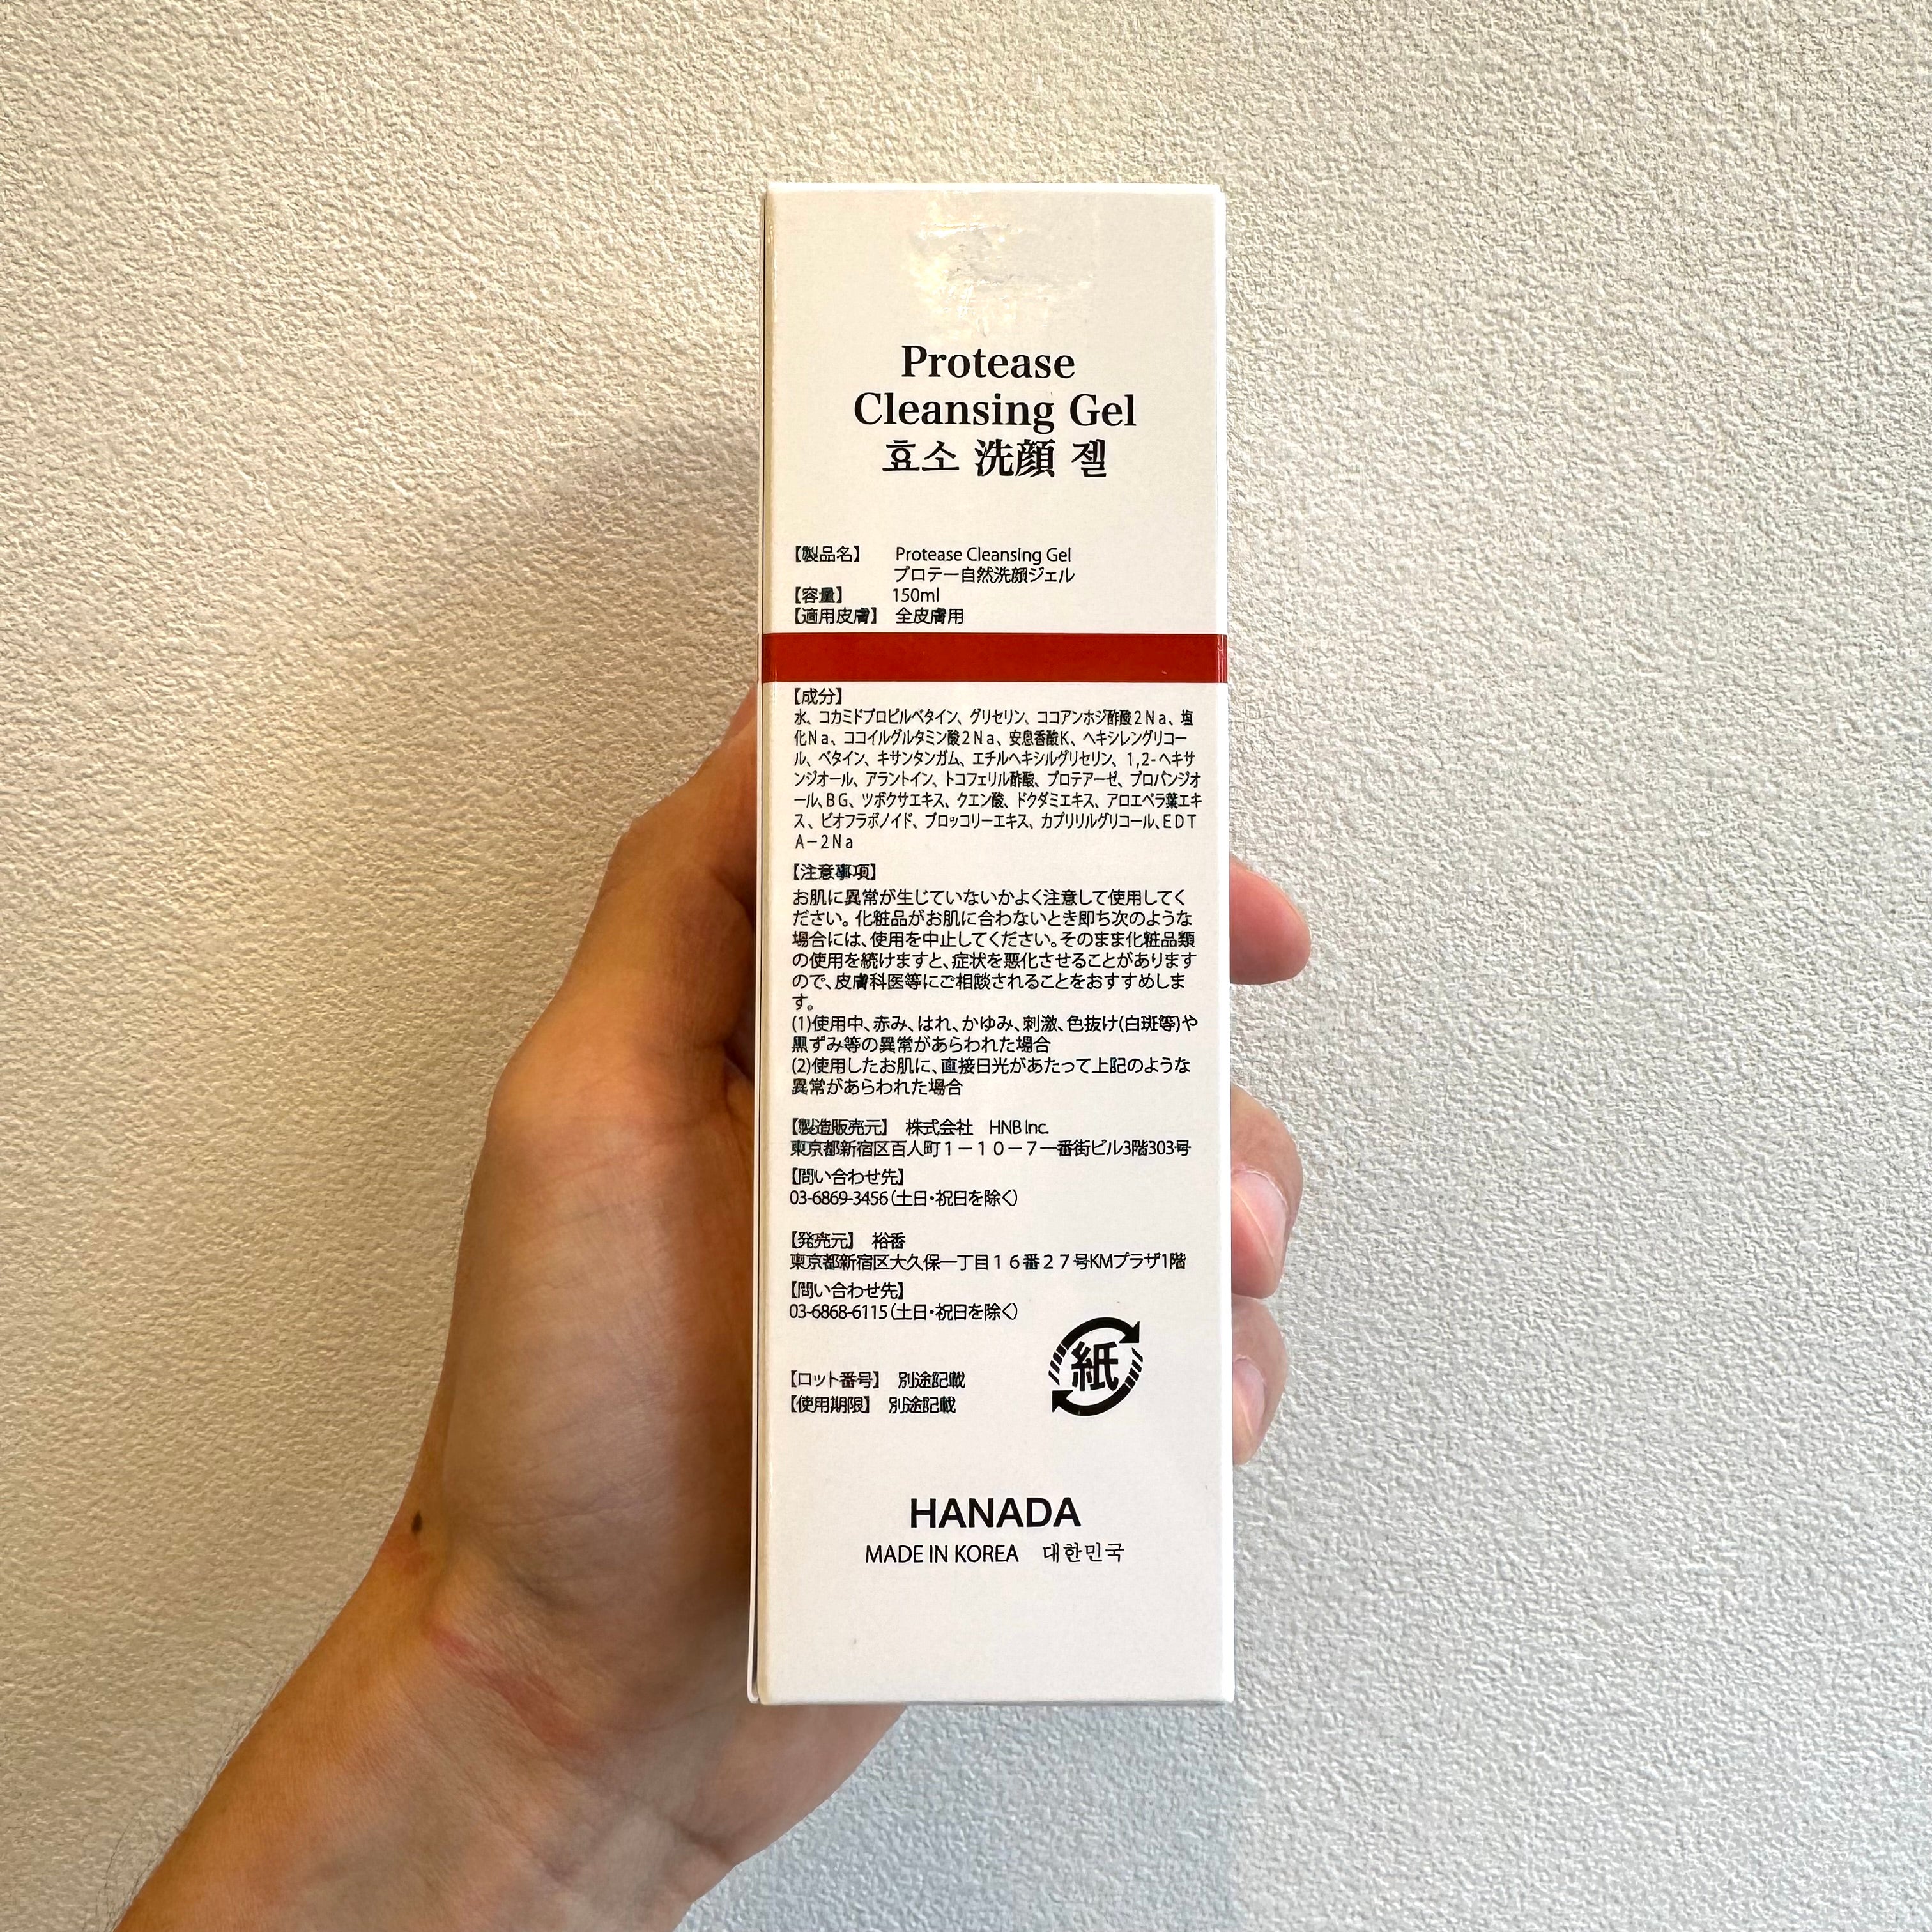 Protease
Cleansing Gel
효소 洗顔 젤
【製品名】 Protease Cleansing Gel
プロテー自然洗顔ジェル
【容量】 150ml
【適用皮膚】 全皮膚用
【成分】
水、コカミドプロピルベタイン、グリセリン、ココアンホジ酢酸2Na、塩
化Na、ココイルグルタミン酸2Na、安息香酸K、ヘキシレングリコー
ル、ベタイン、キサンタンガム、エチルヘキシルグリセリン、1,2-ヘキサ
ンジオール、アラントイン、トコフェリル酢酸、プロテアーゼ、プロパンジオ
ール、BG、ツボクサエキス、クエン酸、ドクダミエキス、アロエベラ葉エキ
ス、ビオフラボノイド、ブロッコリーエキス、カプリリルグリコール、EDT
A－2Na
【注意事項】
お肌に異常が生じていないかよく注意して使用してく
ださい。化粧品がお肌に合わないとき即ち次のような
場合には、使用を中止してください。そのまま化粧品類
の使用を続けますと、症状を悪化させることがあります
ので、皮膚科医等にご相談されることをおすすめしま
す。
(1)使用中、赤み、はれ、かゆみ、刺激、色抜け(白斑等)や
黒ずみ等の異常があらわれた場合
(2)使用したお肌に、直接日光があたって上記のような
異常があらわれた場合
【製造販売元】 株式会社 HNB Inc.
東京都新宿区百人町1－10－7一番街ビル3階303号
【問い合わせ先】
03-6869-3456(土日・祝日を除く)
【発売元】 裕香
東京都新宿区大久保一丁目16番27号KMプラザ1階
【問い合わせ先】
03-6868-6115(土日・祝日を除く)
紙
【ロット番号】 別途記載
【使用期限】 別途記載
HANADA
MADE IN KOREA 대한민국